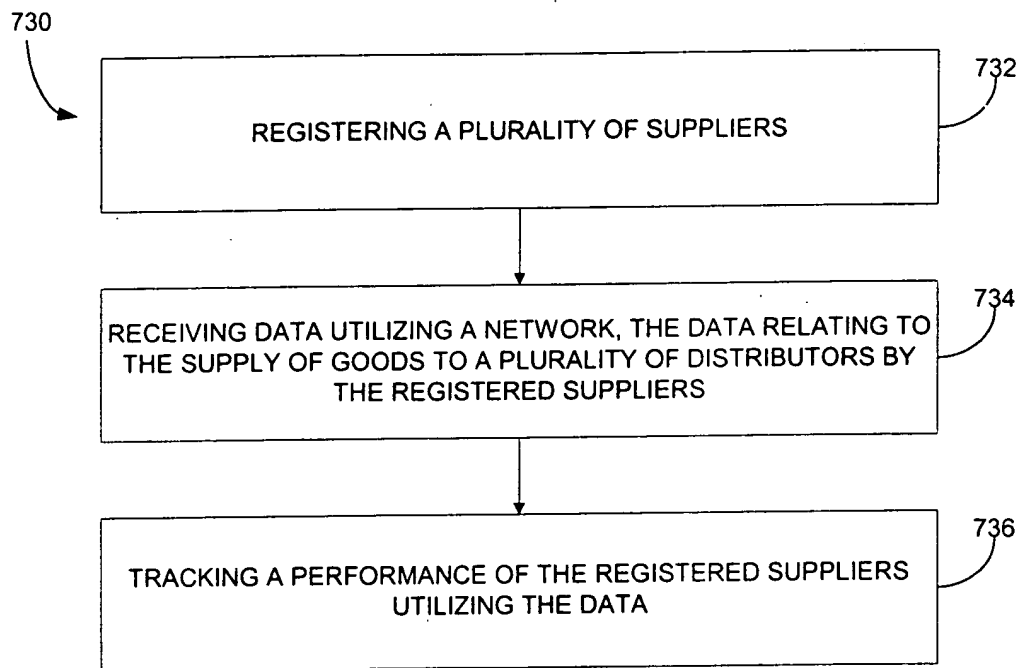 730
732
REGISTERING A PLURALITY OF SUPPLIERS
734
RECEIVING DATA UTILIZING A NETWORK, THE DATA RELATING TO
THE SUPPLY OF GOODS TO A PLURALITY OF DISTRIBUTORS BY
THE REGISTERED SUPPLIERS
736
TRACKING A PERFORMANCE OF THE REGISTERED SUPPLIERS
UTILIZING THE DATA